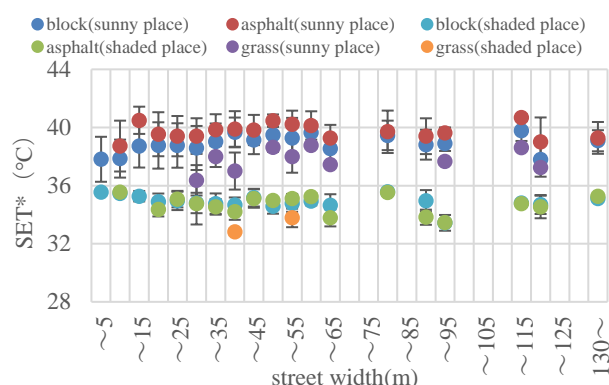 block(sunny place) asphalt(sunny place) block(shaded place)
asphalt(shaded place) grass(sunny place) grass(shaded place)
44
40
36
32
28
SET* (℃)
～5 ～15 ～25 ～35 ～45 ～55 ～65 ～75 ～85 ～95 ～105 ～115 ～125 130～
street width(m)